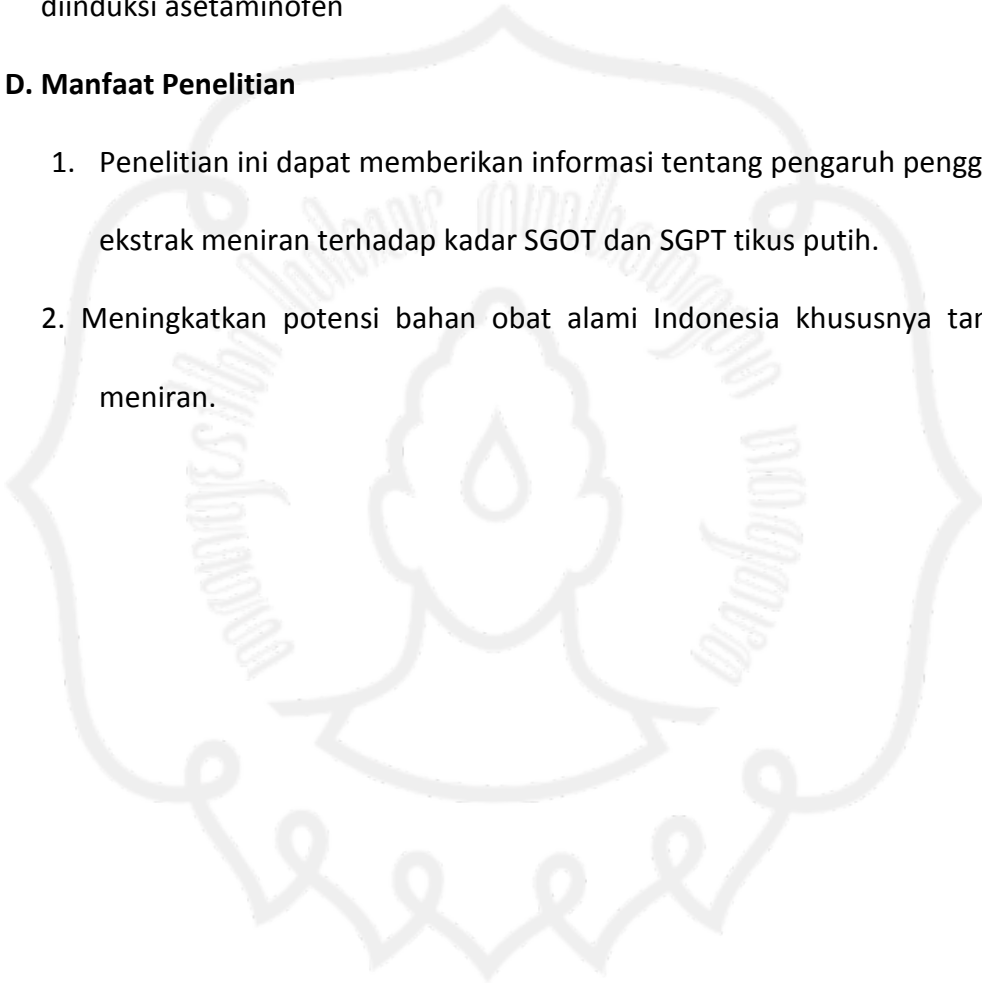 diinduksi asetaminofen
D. Manfaat Penelitian
1. Penelitian ini dapat memberikan informasi tentang pengaruh pengg
ekstrak meniran terhadap kadar SGOT dan SGPT tikus putih.
2. Meningkatkan potensi bahan obat alami Indonesia khususnya tan
meniran.